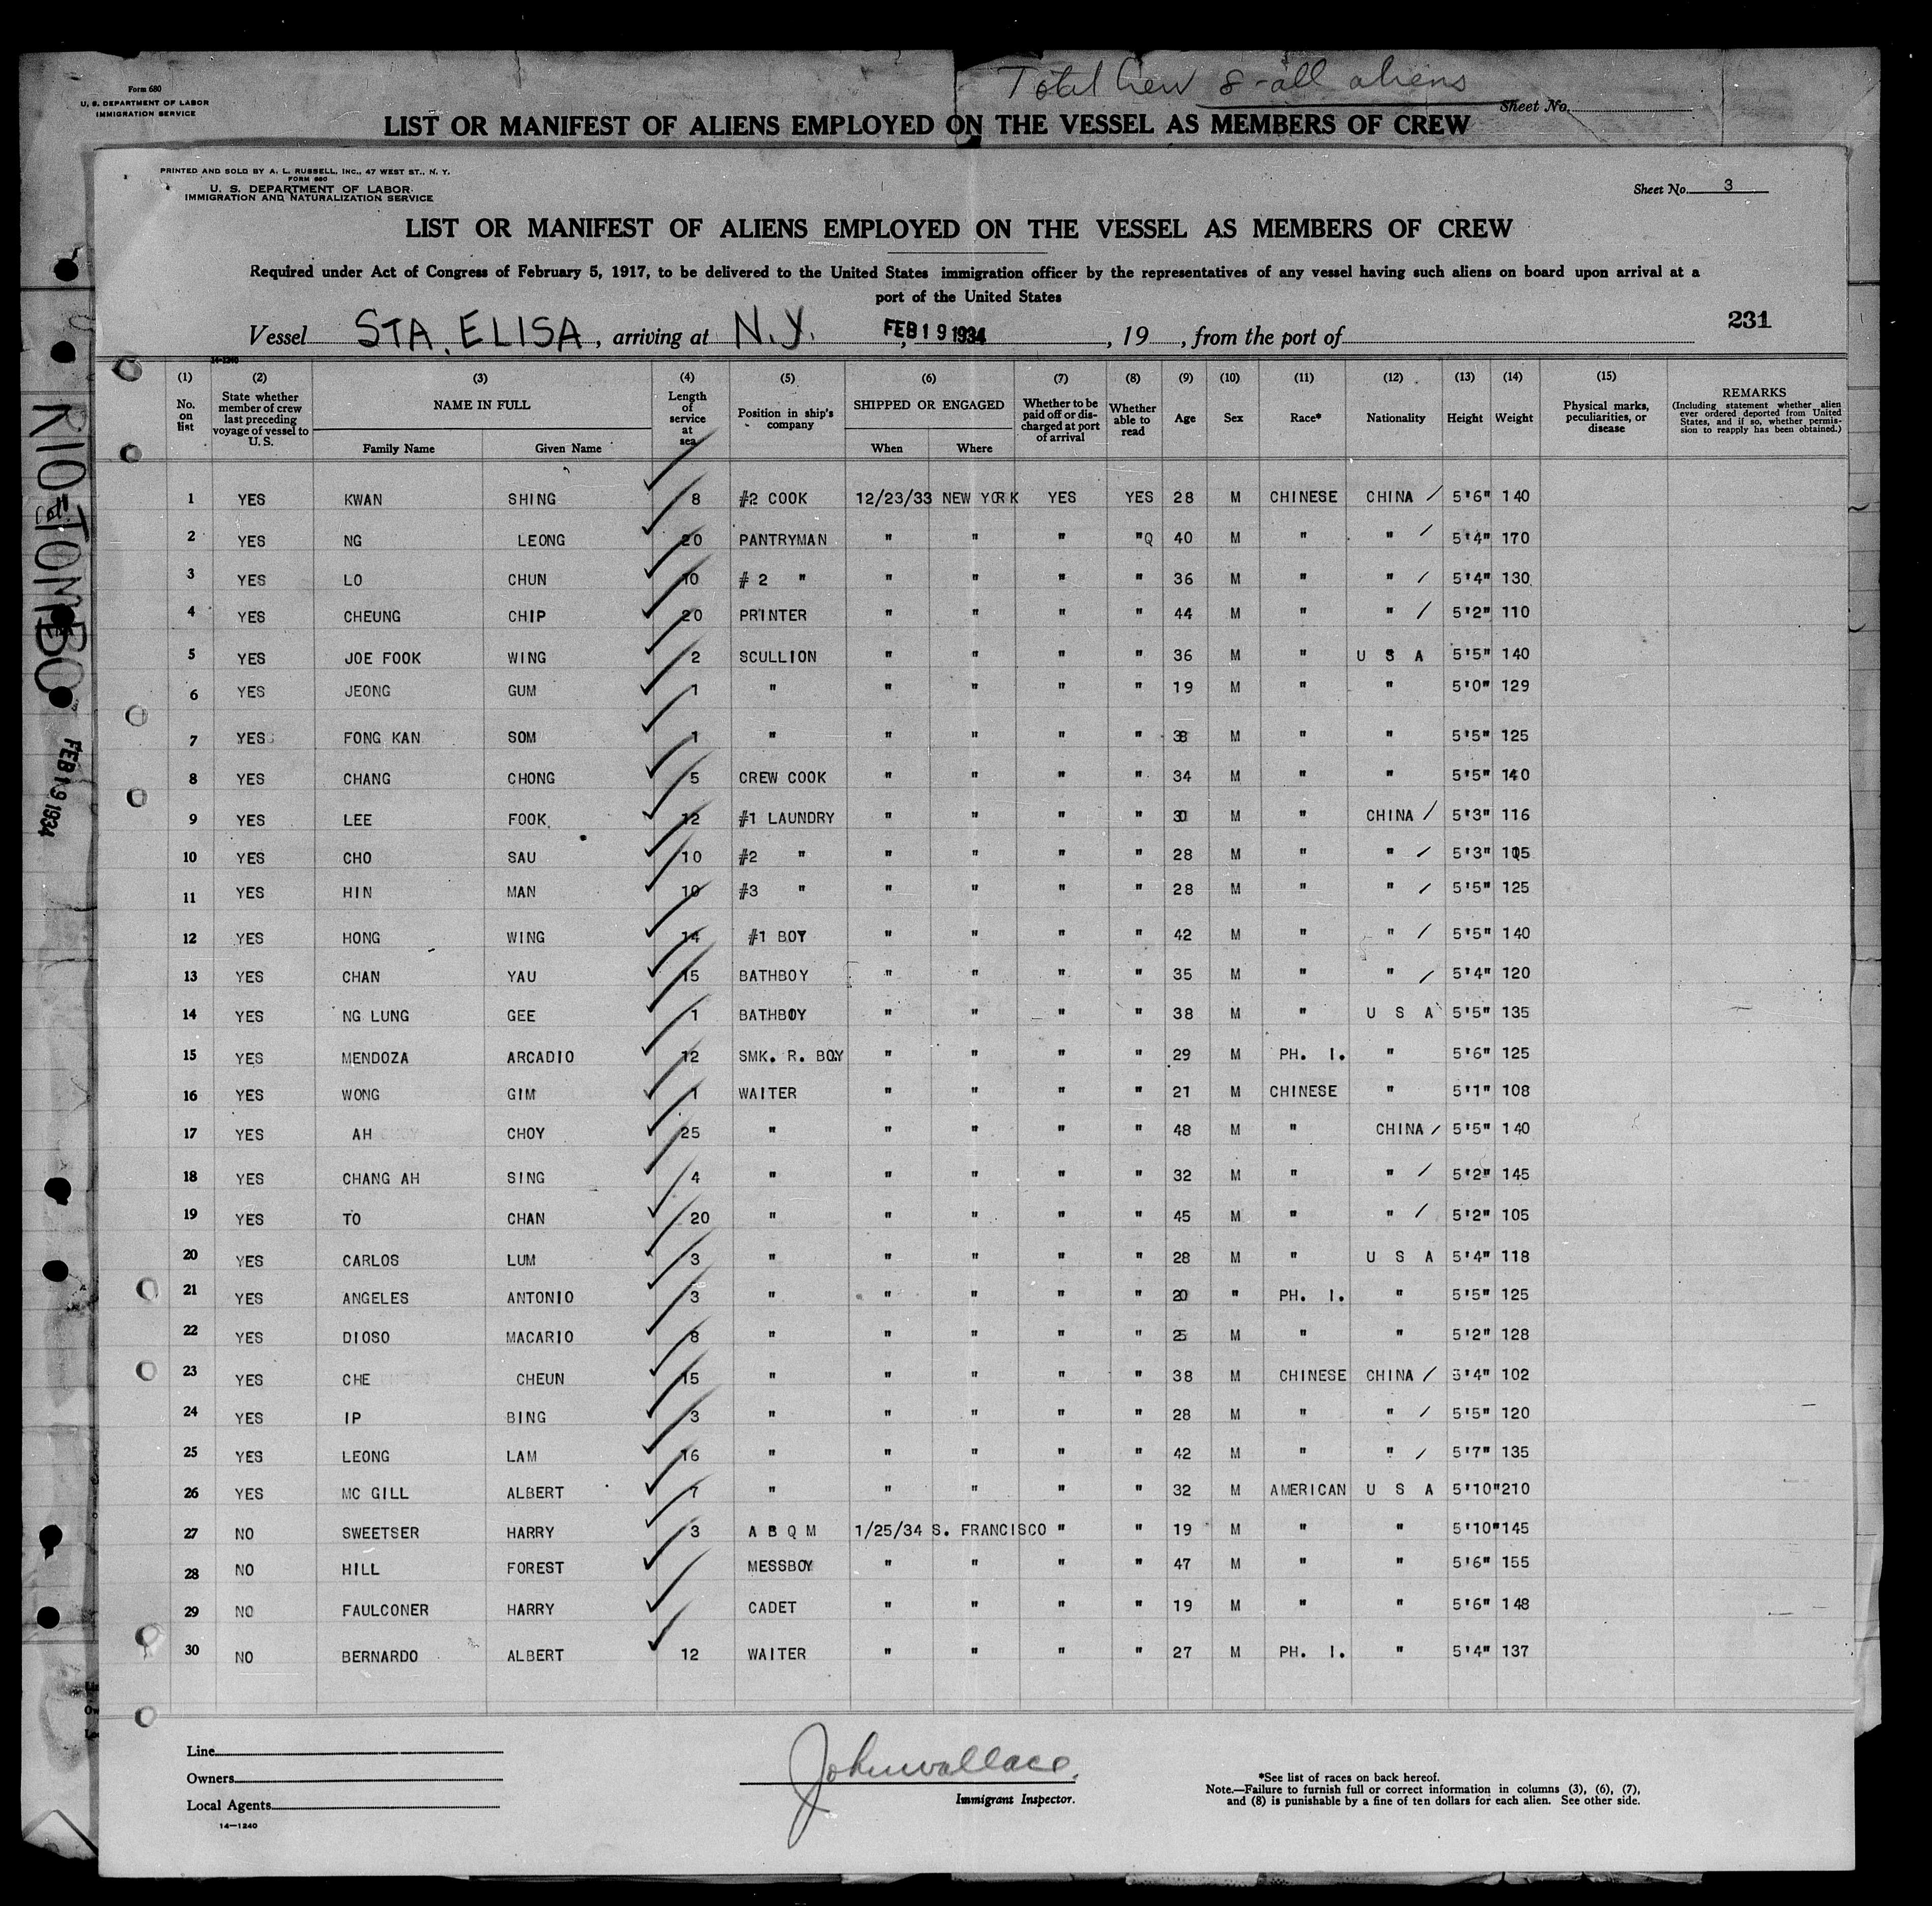 Total Crew 8 - all aliens
Form 680
U. S. DEPARTMENT OF LABOR
IMMIGRATION SERVICE
Sheet No.
LIST OR MANIFEST OF ALIENS EMPLOYED ON THE VESSEL AS MEMBERS OF CREW
PRINTED AND SOLD BY A. L. RUSSELL, INC., 47 WEST ST., N. Y.
FORM 680
U. S. DEPARTMENT OF LABOR
IMMIGRATION AND NATURALIZATION SERVICE
Sheet No. 3
LIST OR MANIFEST OF ALIENS EMPLOYED ON THE VESSEL AS MEMBERS OF CREW
Required under Act of Congress of February 5, 1917, to be delivered to the United States immigration officer by the representatives of any vessel having such aliens on board upon arrival at a
port of the United States
231
Vessel STA. ELISA, arriving at N.Y. FEB 19 1934, 19 , from the port of
14-1240
(1) (2) (3) (4) (5) (6) (7) (8) (9) (10) (11) (12) (13) (14) (15)
No. on list State whether member of crew last preceding voyage of vessel to U. S. NAME IN FULL Family Name Given Name Length of service at sea Position in ship's company SHIPPED OR ENGAGED When Where Whether to be paid off or discharged at port of arrival Whether able to read Age Sex Race* Nationality Height Weight Physical marks, peculiarities, or disease REMARKS (Including statement whether alien ever ordered deported from United States, and if so, whether permission to reapply has been obtained.)
1 YES KWAN SHING 8 #2 COOK 12/23/33 NEW YORK YES YES 28 M CHINESE CHINA / 5'6" 140
2 YES NG LEONG 20 PANTRYMAN " " " "Q 40 M " " / 5'4" 170
3 YES LO CHUN 10 # 2 " " " " " 36 M " " / 5'4" 130
4 YES CHEUNG CHIP 20 PRINTER " " " " 44 M " " / 5'2" 110
5 YES JOE FOOK WING 2 SCULLION " " " " 36 M " U S A 5'5" 140
6 YES JEONG GUM 1 " " " " " 19 M " " 5'0" 129
7 YES FONG KAN SOM 1 " " " " " 38 M " " 5'5" 125
8 YES CHANG CHONG 5 CREW COOK " " " " 34 M " " 5'5" 140
9 YES LEE FOOK 12 #1 LAUNDRY " " " " 30 M " CHINA / 5'3" 116
10 YES CHO SAU 10 #2 " " " " " 28 M " " / 5'3" 105
11 YES HIN MAN 10 #3 " " " " " 28 M " " / 5'5" 125
12 YES HONG WING 14 #1 BOY " " " " 42 M " " / 5'5" 140
13 YES CHAN YAU 15 BATHBOY " " " " 35 M " " / 5'4" 120
14 YES NG LUNG GEE 1 BATHBOY " " " " 38 M " U S A 5'5" 135
15 YES MENDOZA ARCADIO 12 SMK. R. BOY " " " " 29 M PH. I. " 5'6" 125
16 YES WONG GIM 1 WAITER " " " " 21 M CHINESE " 5'1" 108
17 YES AH CHOY 25 " " " " " 48 M " CHINA / 5'5" 140
18 YES CHANG AH SING 4 " " " " " 32 M " " / 5'2" 145
19 YES TO CHAN 20 " " " " " 45 M " " / 5'2" 105
20 YES CARLOS LUM 3 " " " " " 28 M " U S A 5'4" 118
21 YES ANGELES ANTONIO 3 " " " " " 20 " PH. I. " 5'5" 125
22 YES DIOSO MACARIO 8 " " " " " 25 M " " 5'2" 128
23 YES CHE CHEUN 15 " " " " " 38 M CHINESE CHINA / 5'4" 102
24 YES IP BING 3 " " " " " 28 M " " / 5'5" 120
25 YES LEONG LAM 16 " " " " " 42 M " " / 5'7" 135
26 YES MC GILL ALBERT 7 " " " " " 32 M AMERICAN U S A 5'10" 210
27 NO SWEETSER HARRY 3 A B Q M 1/25/34 S. FRANCISCO " " 19 M " " 5'10" 145
28 NO HILL FOREST MESSBOY " " " " 47 M " " 5'6" 155
29 NO FAULCONER HARRY CADET " " " " 19 M " " 5'6" 148
30 NO BERNARDO ALBERT 12 WAITER " " " " 27 M PH. I. " 5'4" 137
Line
Owners
Local Agents
14—1240
John Wallace.
Immigrant Inspector.
*See list of races on back hereof.
Note.—Failure to furnish full or correct information in columns (3), (6), (7),
and (8) is punishable by a fine of ten dollars for each alien. See other side.
FEB 19 1934